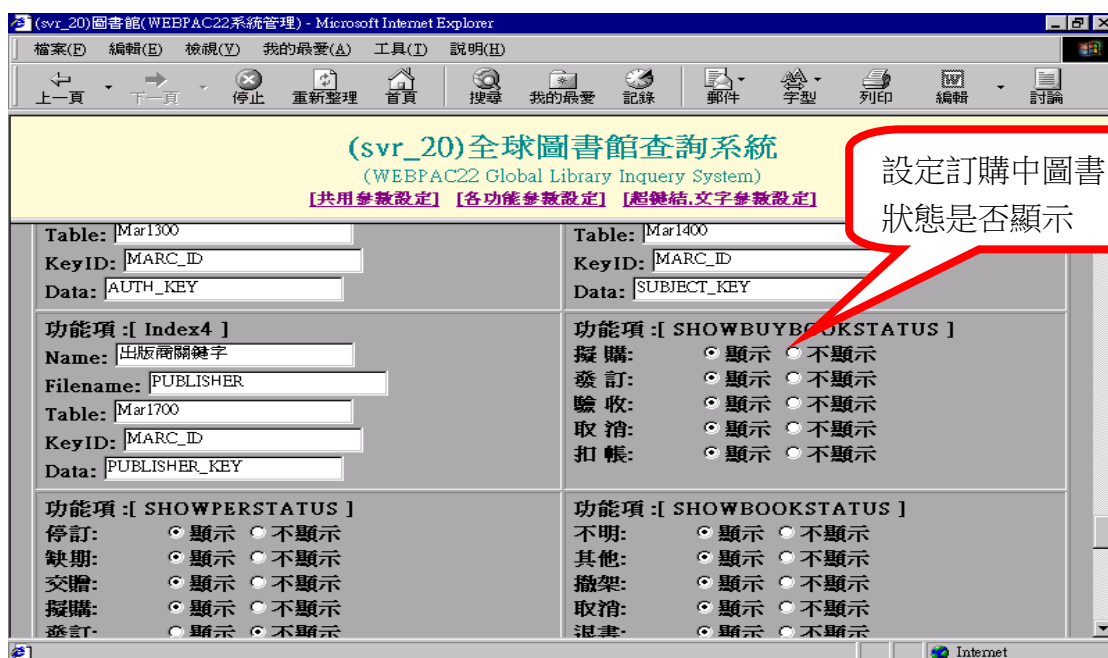 (svr_20)圖書館(WEBPAC22系統管理) - Microsoft Internet Explorer
檔案(F) 編輯(E) 檢視(V) 我的最愛(A) 工具(T) 說明(H)
上一頁 下一頁 停止 重新整理 首頁 搜尋 我的最愛 記錄 郵件 字型 列印 編輯 討論
(svr_20)全球圖書館查詢系統
(WEBPAC22 Global Library Inquery System)
[共用參數設定] [各功能參數設定] [超鍵結.文字參數設定]
設定訂購中圖書
狀態是否顯示
Table: Mar1300
KeyID: MARC_ID
Data: AUTH_KEY
Table: Mar1400
KeyID: MARC_ID
Data: SUBJECT_KEY
功能項 :[ Index4 ]
Name: 出版商關鍵字
Filename: PUBLISHER
Table: Mar1700
KeyID: MARC_ID
Data: PUBLISHER_KEY
功能項 :[ SHOWBUYBOOKSTATUS ]
擬 購: 顯示 不顯示
發 訂: 顯示 不顯示
驗 收: 顯示 不顯示
取 消: 顯示 不顯示
扣 帳: 顯示 不顯示
功能項 :[ SHOWPERSTATUS ]
停訂: 顯示 不顯示
缺期: 顯示 不顯示
交贈: 顯示 不顯示
擬購: 顯示 不顯示
發訂: 顯示 不顯示
功能項 :[ SHOWBOOKSTATUS ]
不明: 顯示 不顯示
其他: 顯示 不顯示
撤架: 顯示 不顯示
取消: 顯示 不顯示
退書: 顯示 不顯示
Internet